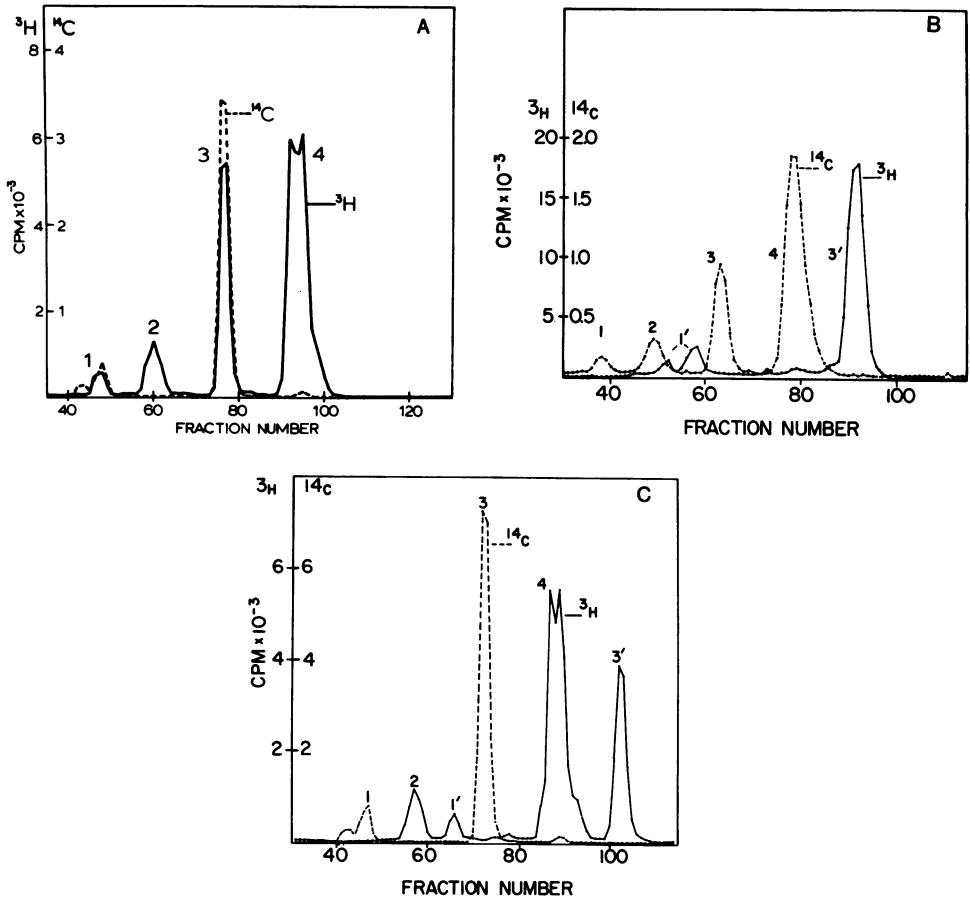 ³H ¹⁴C A
8 4
6 3
4 2
2 1
CPM×10⁻³
¹⁴C
3 4
³H
2
1
40 60 80 100 120
FRACTION NUMBER
B
3H 14C
20 2.0
15 1.5
10 1.0
5 0.5
CPM×10⁻³
¹⁴C
³H
3 4 3′
1 2 1′
40 60 80 100
FRACTION NUMBER
3H 14C C
3
¹⁴C
6 6
4
³H
4 4
3′
CPM×10⁻³
2 2
1 2 1′
40 60 80 100
FRACTION NUMBER